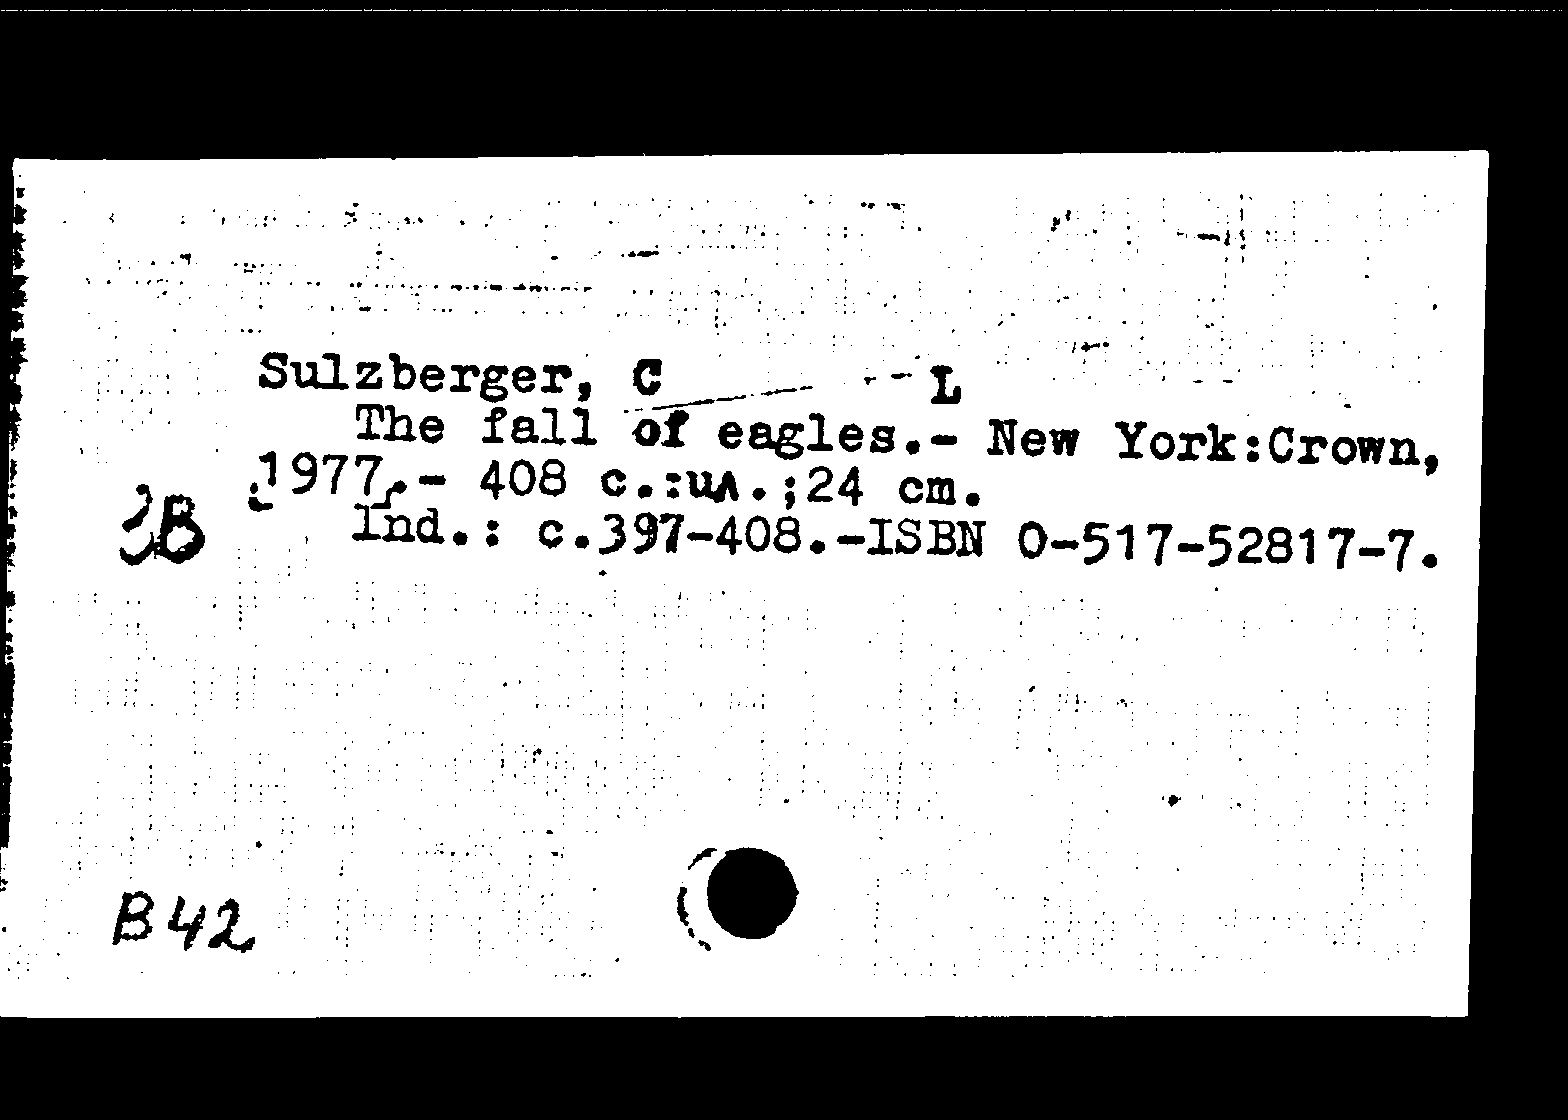 Sulzberger, C L
The fall of eagles.- New York:Crown,
1977.- 408 с.:ил.;24 cm.
ЗВ
Ind.: c.397-408.-ISBN 0-517-52817-7.
B42